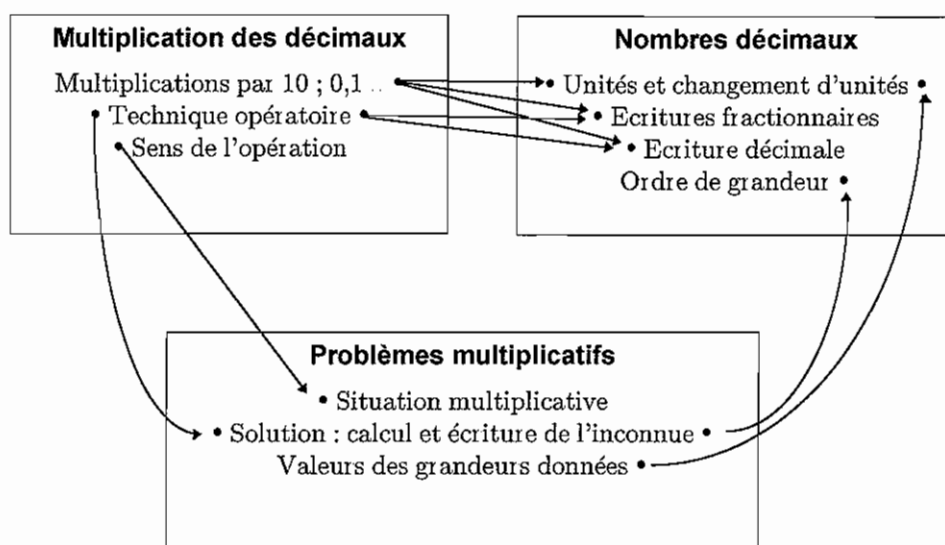 Multiplication des décimaux
Multiplications par 10 ; 0,1 ..
• Technique opératoire
• Sens de l'opération
Nombres décimaux
• Unités et changement d'unités •
• Ecritures fractionnaires
• Ecriture décimale
Ordre de grandeur •
Problèmes multiplicatifs
• Situation multiplicative
• Solution : calcul et écriture de l'inconnue •
Valeurs des grandeurs données •